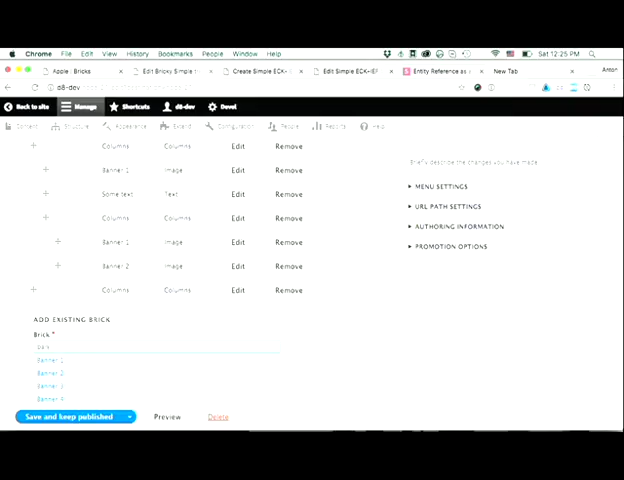 Chrome File Edit View History Bookmarks People Window Help Sat 12:25 PM
Apple : Bricks Edit Bricky Simple Create Simple ECK-IE Edit Simple ECK-IEF Entity Reference as New Tab Anton
d8-dev
Back to site Manage Shortcuts d8-dev Devel
Content Structure Appearance Extend Configuration People Reports Help
Columns Columns Edit Remove
Briefly describe the changes you have made.
Banner 1 Image Edit Remove
MENU SETTINGS
Some text Text Edit Remove
URL PATH SETTINGS
Columns Columns Edit Remove
AUTHORING INFORMATION
Banner 1 Image Edit Remove
PROMOTION OPTIONS
Banner 2 Image Edit Remove
Columns Columns Edit Remove
ADD EXISTING BRICK
Brick *
Banner 1
Banner 2
Banner 3
Banner 4
Save and keep published Preview Delete